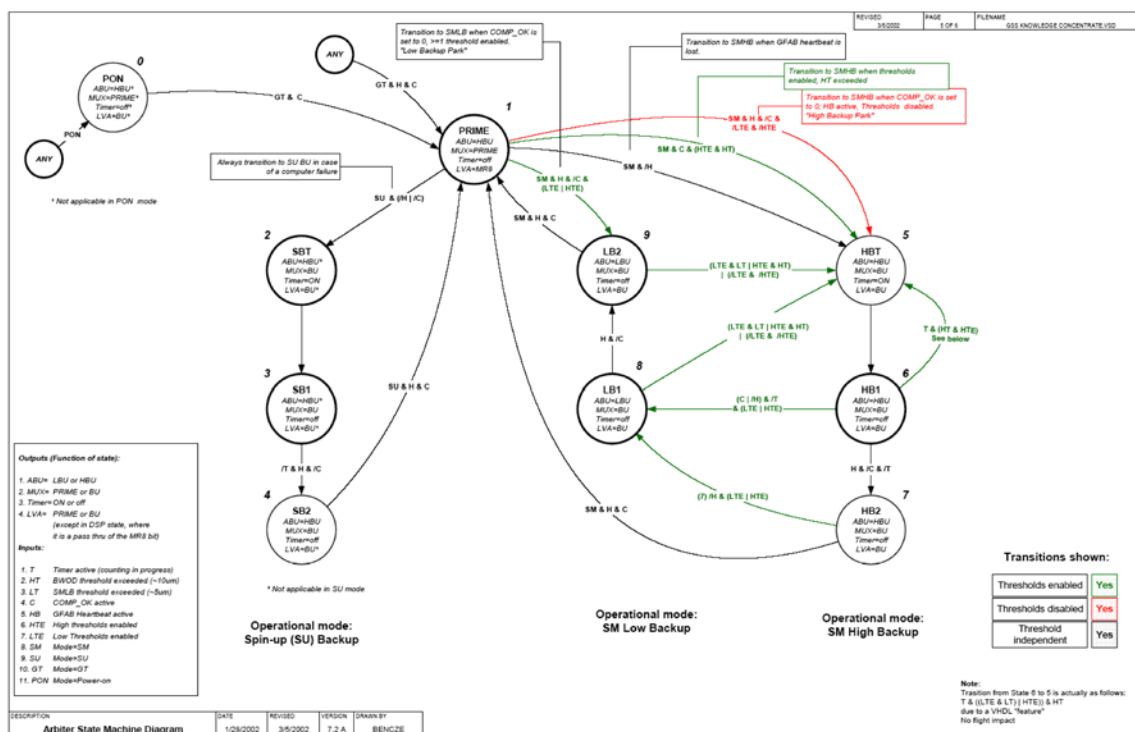 REVISED
3/5/2002
PAGE
5 OF 6
FILENAME
GSS KNOWLEDGE CONCENTRATE.VSD
Transition to SMLB when COMP_OK is
set to 0, >=1 threshold enabled.
"Low Backup Park"
Transition to SMHB when GFAB heartbeat is
lost.
Transition to SMHB when thresholds
enabled, HT exceeded
Transition to SMHB when COMP_OK is set
to 0; HB active, Thresholds disabled.
"High Backup Park"
ANY
0
PON
ABU=HBU*
MUX=PRIME*
Timer=off*
LVA=BU*
GT & C
GT & H & C
PON
ANY
1
PRIME
ABU=HBU
MUX=PRIME
Timer=off
LVA=MR8
SM & H & /C &
/LTE & /HTE
SM & C & (HTE & HT)
SM & /H
Always transition to SU BU in case
of a computer failure
SM & H & /C &
(LTE | HTE)
* Not applicable in PON mode
SU & (/H | /C)
SM & H & C
2
SBT
ABU=HBU*
MUX=BU
Timer=ON
LVA=BU*
9
LB2
ABU=LBU
MUX=BU
Timer=off
LVA=BU
(LTE & LT | HTE & HT)
| (/LTE & /HTE)
5
HBT
ABU=HBU
MUX=BU
Timer=ON
LVA=BU
(LTE & LT | HTE & HT)
| (/LTE & /HTE)
T & (HT & HTE)
See below
H & /C
3
SB1
ABU=HBU*
MUX=BU
Timer=off
LVA=BU*
SU & H & C
8
LB1
ABU=LBU
MUX=BU
Timer=off
LVA=BU
(C | /H) & /T
& (LTE | HTE)
6
HB1
ABU=HBU
MUX=BU
Timer=off
LVA=BU
/T & H & /C
H & /C & /T
(7) /H & (LTE | HTE)
SM & H & C
4
SB2
ABU=HBU
MUX=BU
Timer=off
LVA=BU*
7
HB2
ABU=HBU
MUX=BU
Timer=off
LVA=BU
Outputs (Function of state):
1. ABU= LBU or HBU
2. MUX= PRIME or BU
3. Timer= ON or off
4. LVA= PRIME or BU
(except in DSP state, where
it is a pass thru of the MR8 bit)
Inputs:
1. T Timer active (counting in progress)
2. HT BWOD threshold exceeded (~10um)
3. LT SMLB threshold exceeded (~5um)
4. C COMP_OK active
5. HB GFAB Heartbeat active
6. HTE High thresholds enabled
7. LTE Low Thresholds enabled
8. SM Mode=SM
9. SU Mode=SU
10. GT Mode=GT
11. PON Mode=Power-on
* Not applicable in SU mode
Operational mode:
Spin-up (SU) Backup
Operational mode:
SM Low Backup
Operational mode:
SM High Backup
Transitions shown:
Thresholds enabled Yes
Thresholds disabled Yes
Threshold
independent Yes
Note:
Trasition from State 6 to 5 is actually as follows:
T & ((LTE & LT) | HTE)) & HT
due to a VHDL "feature"
No flight impact
DESCRIPTION
Arbiter State Machine Diagram
DATE
1/28/2002
REVISED
3/5/2002
VERSION
7.2 A
DRAWN BY
BENCZE